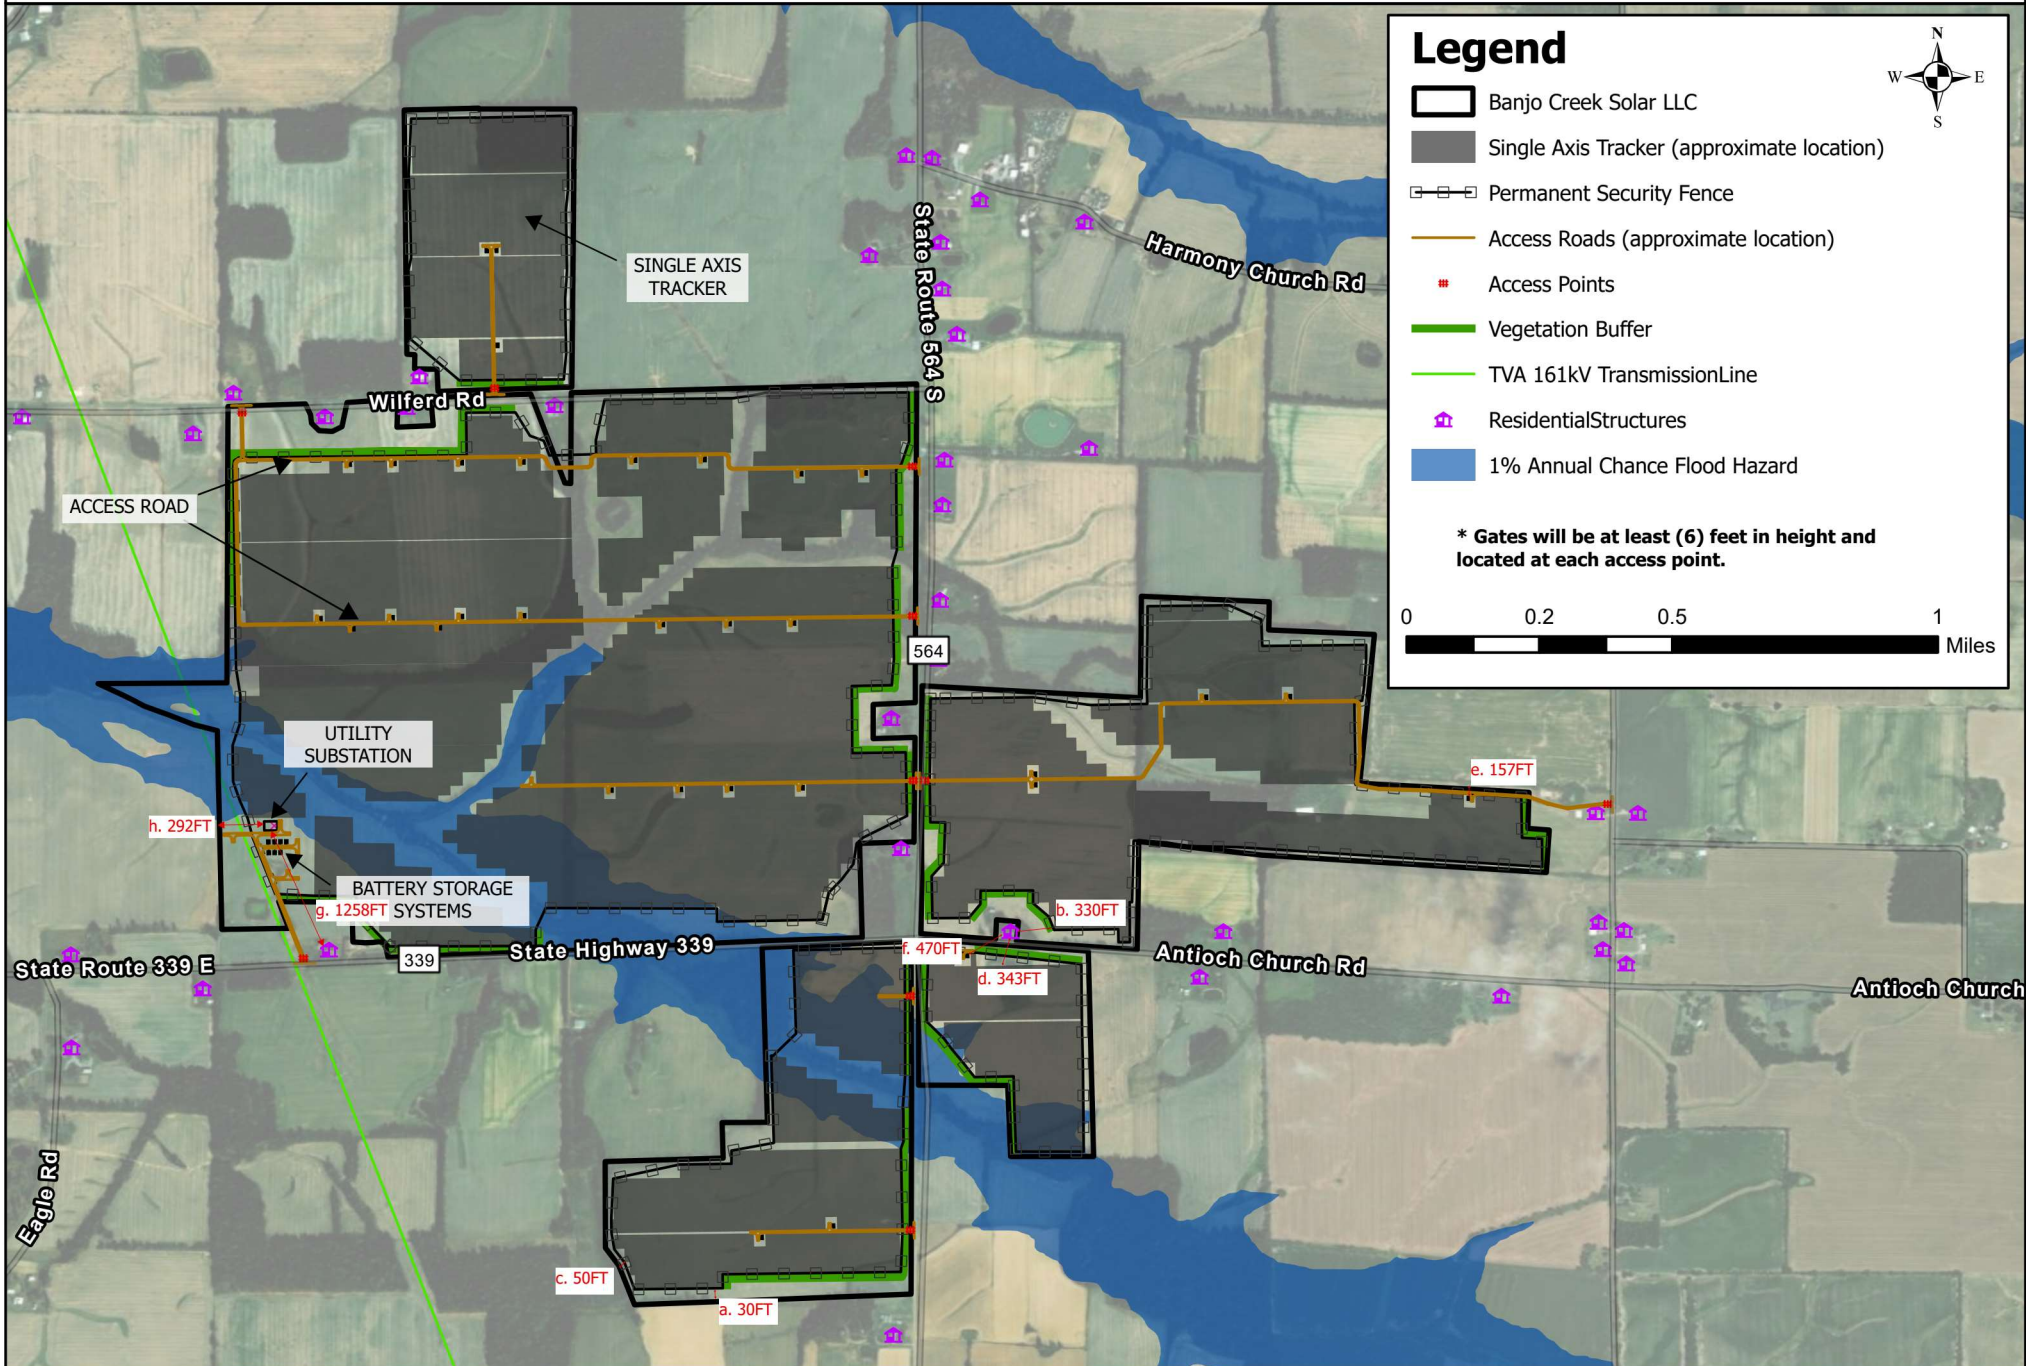 Legend
N
W
E
S
Banjo Creek Solar LLC
Single Axis Tracker (approximate location)
Permanent Security Fence
Access Roads (approximate location)
Access Points
Vegetation Buffer
TVA 161kV TransmissionLine
ResidentialStructures
1% Annual Chance Flood Hazard
* Gates will be at least (6) feet in height and
located at each access point.
0
0.2
0.5
1
Miles
SINGLE AXIS
TRACKER
State Route 564 S
Harmony Church Rd
Wilferd Rd
ACCESS ROAD
564
UTILITY
SUBSTATION
e. 157FT
h. 292FT
BATTERY STORAGE
SYSTEMS
g. 1258FT
b. 330FT
f. 470FT
d. 343FT
State Highway 339
339
State Route 339 E
Antioch Church Rd
Antioch Church
Eagle Rd
c. 50FT
a. 30FT